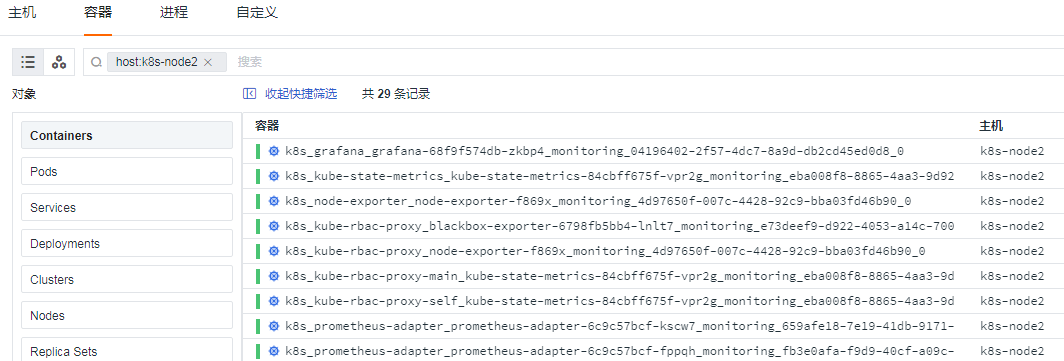 主机 容器 进程 自定义
host:k8s-node2 × 搜索
对象 收起快捷筛选 共 29 条记录
Containers
Pods
Services
Deployments
Clusters
Nodes
Replica Sets
容器 主机
k8s_grafana_grafana-68f9f574db-zkbp4_monitoring_04196402-2f57-4dc7-8a9d-db2cd45ed0d8_0 k8s-node2
k8s_kube-state-metrics_kube-state-metrics-84cbff675f-vpr2g_monitoring_eba008f8-8865-4aa3-9d92 k8s-node2
k8s_node-exporter_node-exporter-f869x_monitoring_4d97650f-007c-4428-92c9-bba03fd46b90_0 k8s-node2
k8s_kube-rbac-proxy_blackbox-exporter-6798fb5bb4-lnlt7_monitoring_e73deef9-d922-4053-a14c-700 k8s-node2
k8s_kube-rbac-proxy_node-exporter-f869x_monitoring_4d97650f-007c-4428-92c9-bba03fd46b90_0 k8s-node2
k8s_kube-rbac-proxy-main_kube-state-metrics-84cbff675f-vpr2g_monitoring_eba008f8-8865-4aa3-9d k8s-node2
k8s_kube-rbac-proxy-self_kube-state-metrics-84cbff675f-vpr2g_monitoring_eba008f8-8865-4aa3-9d k8s-node2
k8s_prometheus-adapter_prometheus-adapter-6c9c57bcf-kscw7_monitoring_659afe18-7e19-41db-9171- k8s-node2
k8s_prometheus-adapter_prometheus-adapter-6c9c57bcf-fppqh_monitoring_fb3e0afa-f9d9-40cf-a09c- k8s-node2